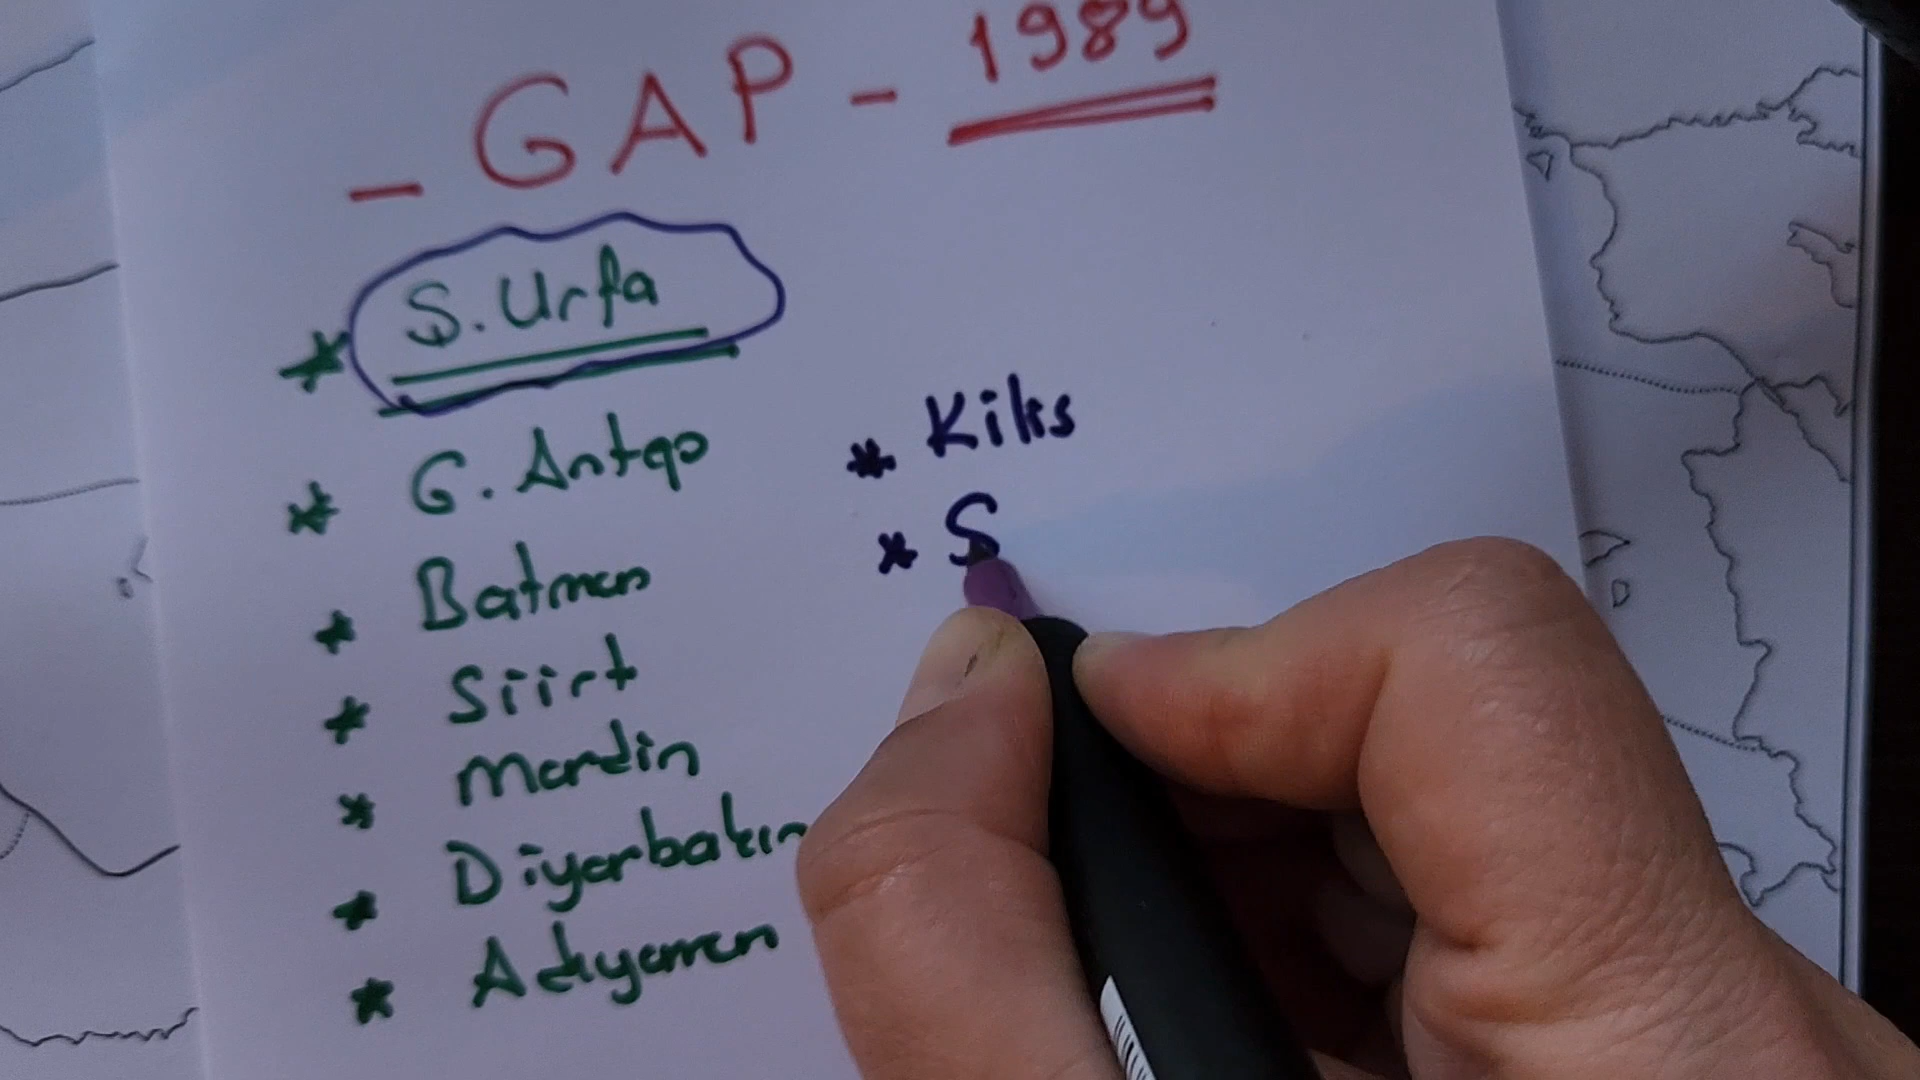 - GAP - 1989
* Ş.Urfa
* G.Antep
* Batman
* Siirt
* Mardin
* Diyarbakır
* Adıyaman
* Kilis
* Ş